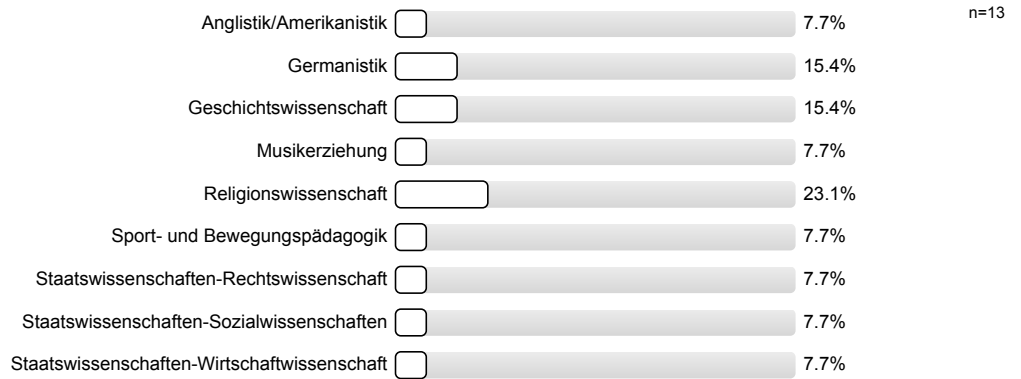 Anglistik/Amerikanistik 7.7% n=13
Germanistik 15.4%
Geschichtswissenschaft 15.4%
Musikerziehung 7.7%
Religionswissenschaft 23.1%
Sport- und Bewegungspädagogik 7.7%
Staatswissenschaften-Rechtswissenschaft 7.7%
Staatswissenschaften-Sozialwissenschaften 7.7%
Staatswissenschaften-Wirtschaftwissenschaft 7.7%